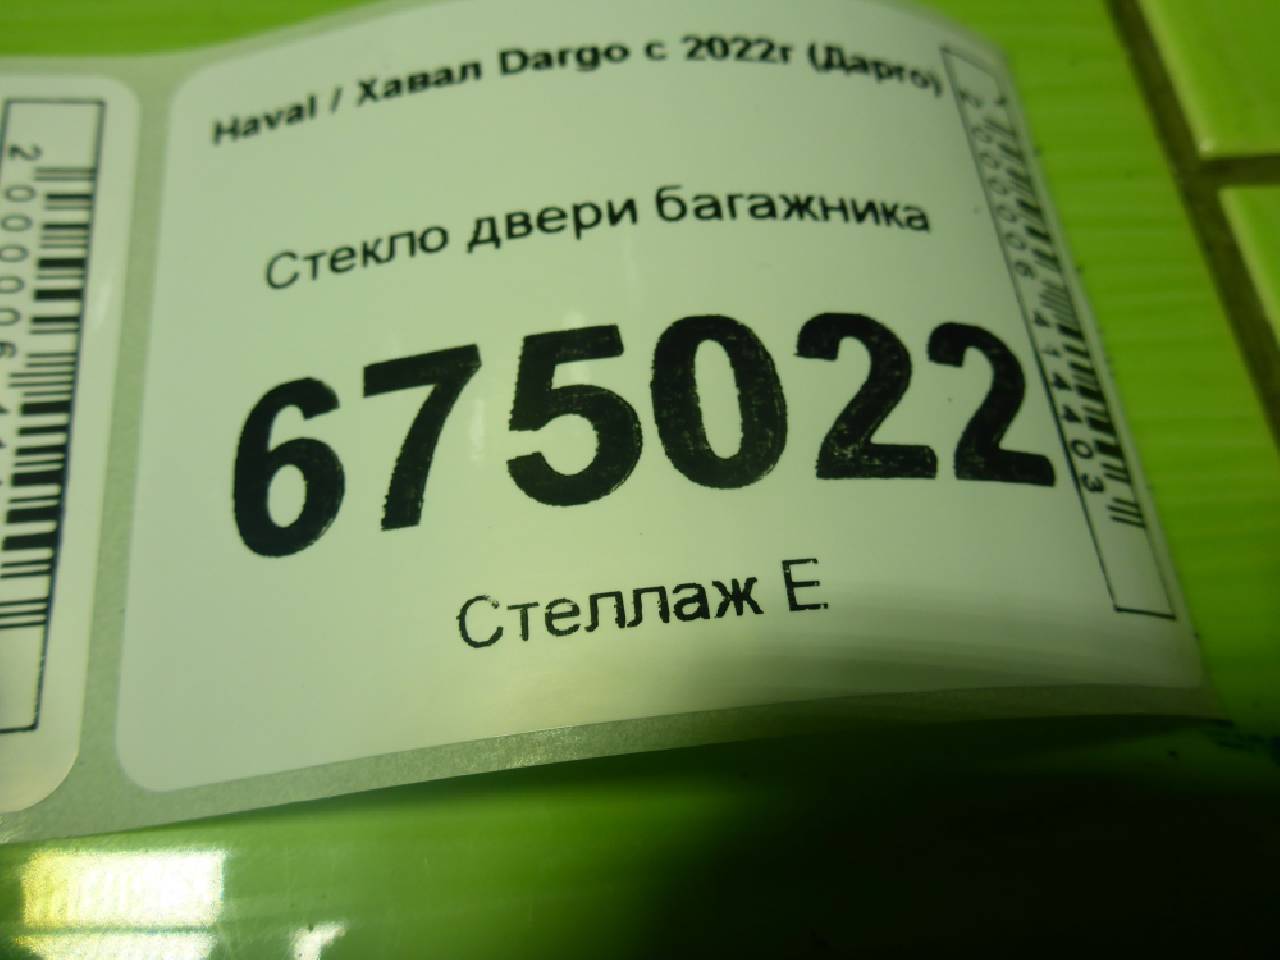 Haval / Хавал Dargo с 2022г (Дарго)
Стекло двери багажника
675022
Стеллаж Е